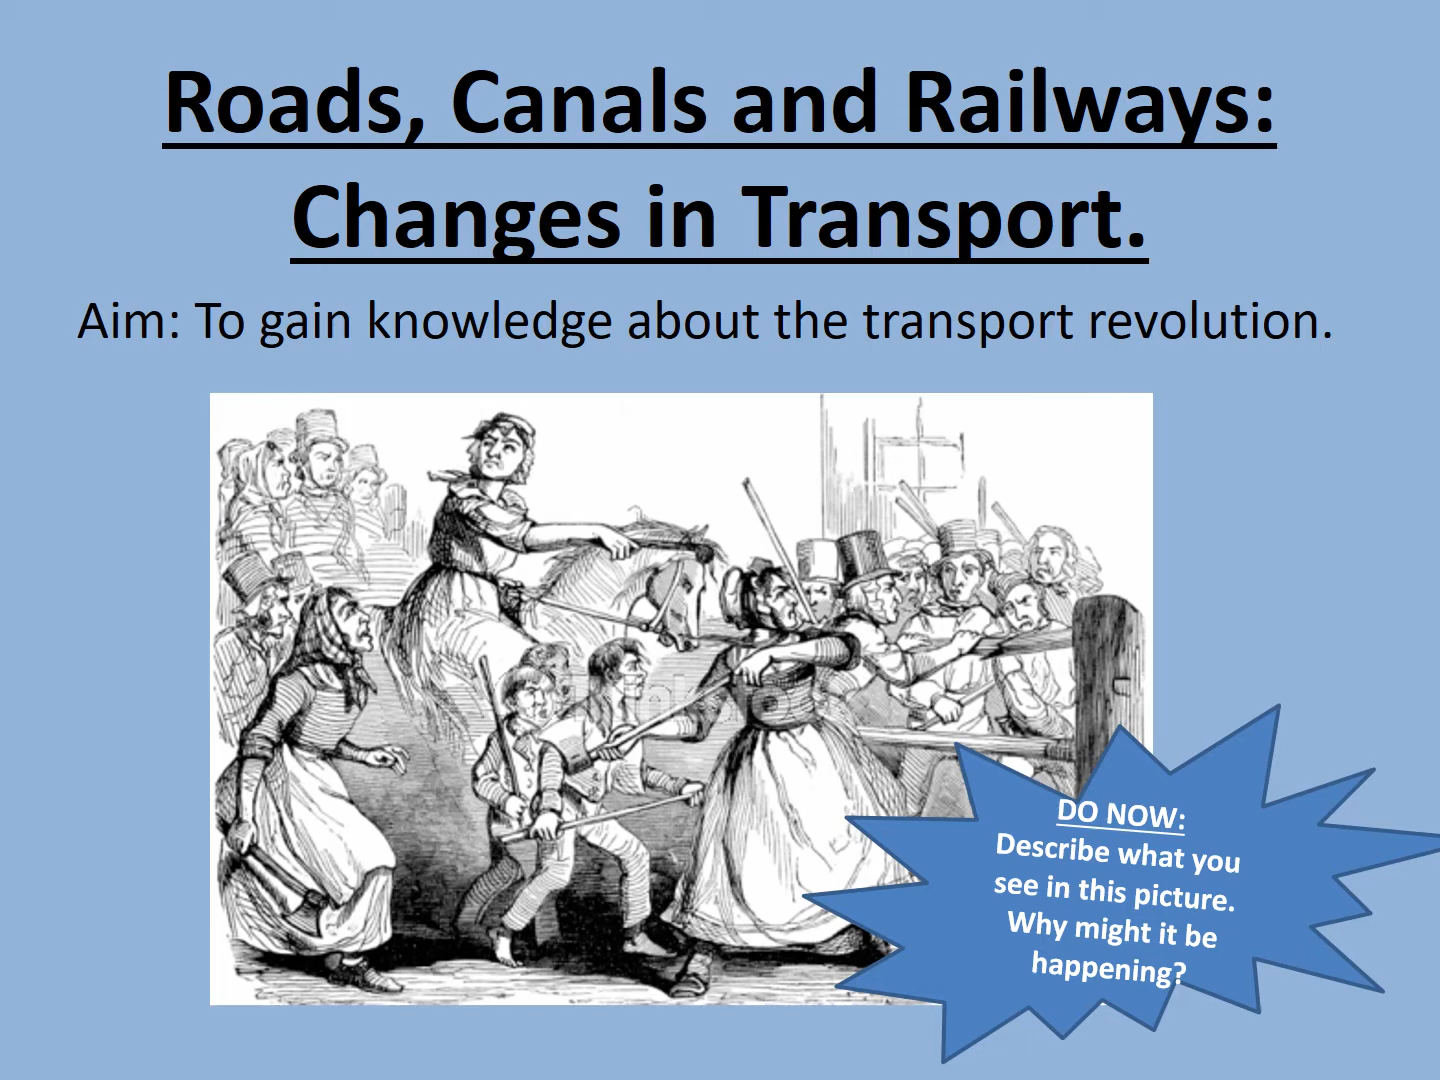 Roads, Canals and Railways:
Changes in Transport.
Aim: To gain knowledge about the transport revolution.
DO NOW:
Describe what you
see in this picture.
Why might it be
happening?